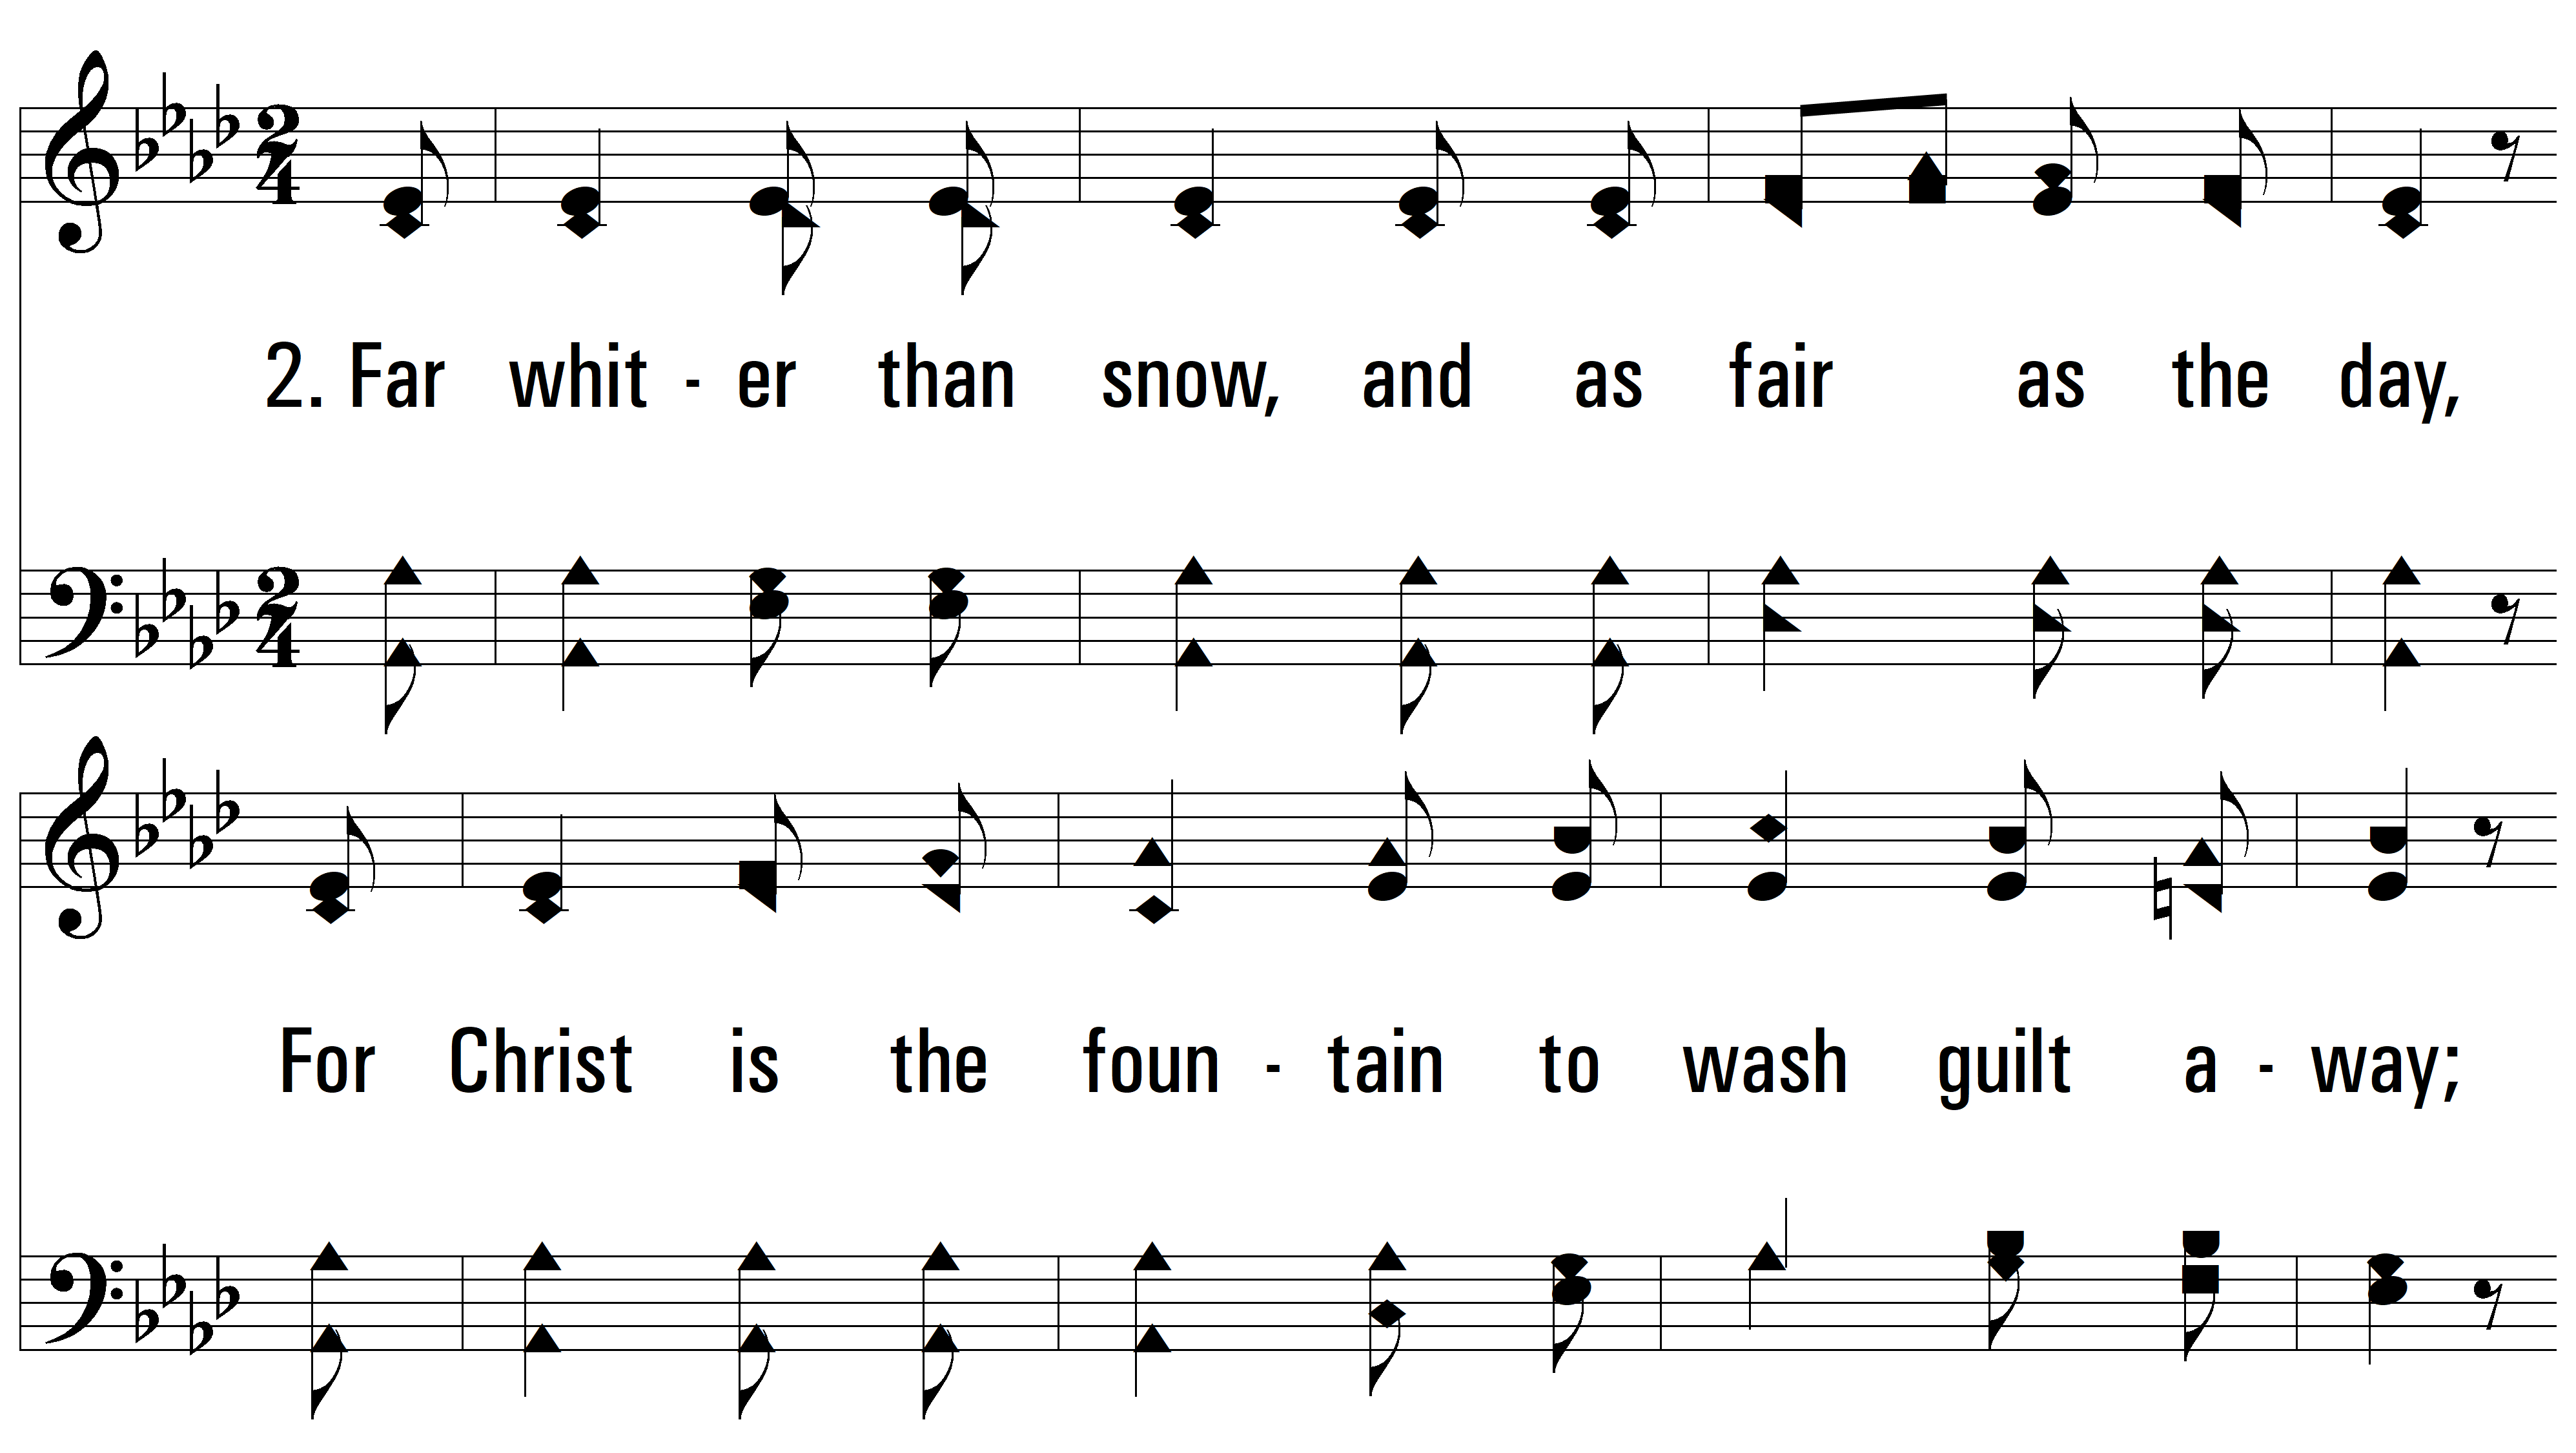 2. Far whit - er than snow, and as fair as the day,
For Christ is the foun - tain to wash guilt a - way;